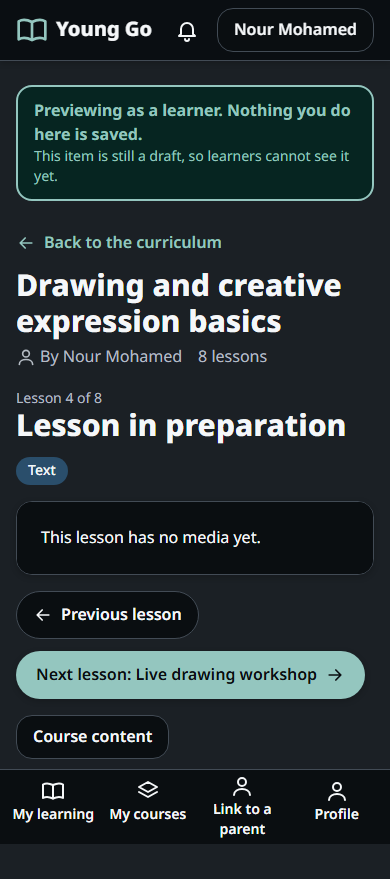 Young Go
Nour Mohamed
Previewing as a learner. Nothing you do
here is saved.
This item is still a draft, so learners cannot see it
yet.
Back to the curriculum
Drawing and creative
expression basics
By Nour Mohamed 8 lessons
Lesson 4 of 8
Lesson in preparation
Text
This lesson has no media yet.
Previous lesson
Next lesson: Live drawing workshop
Course content
My learning
My courses
Link to a
parent
Profile